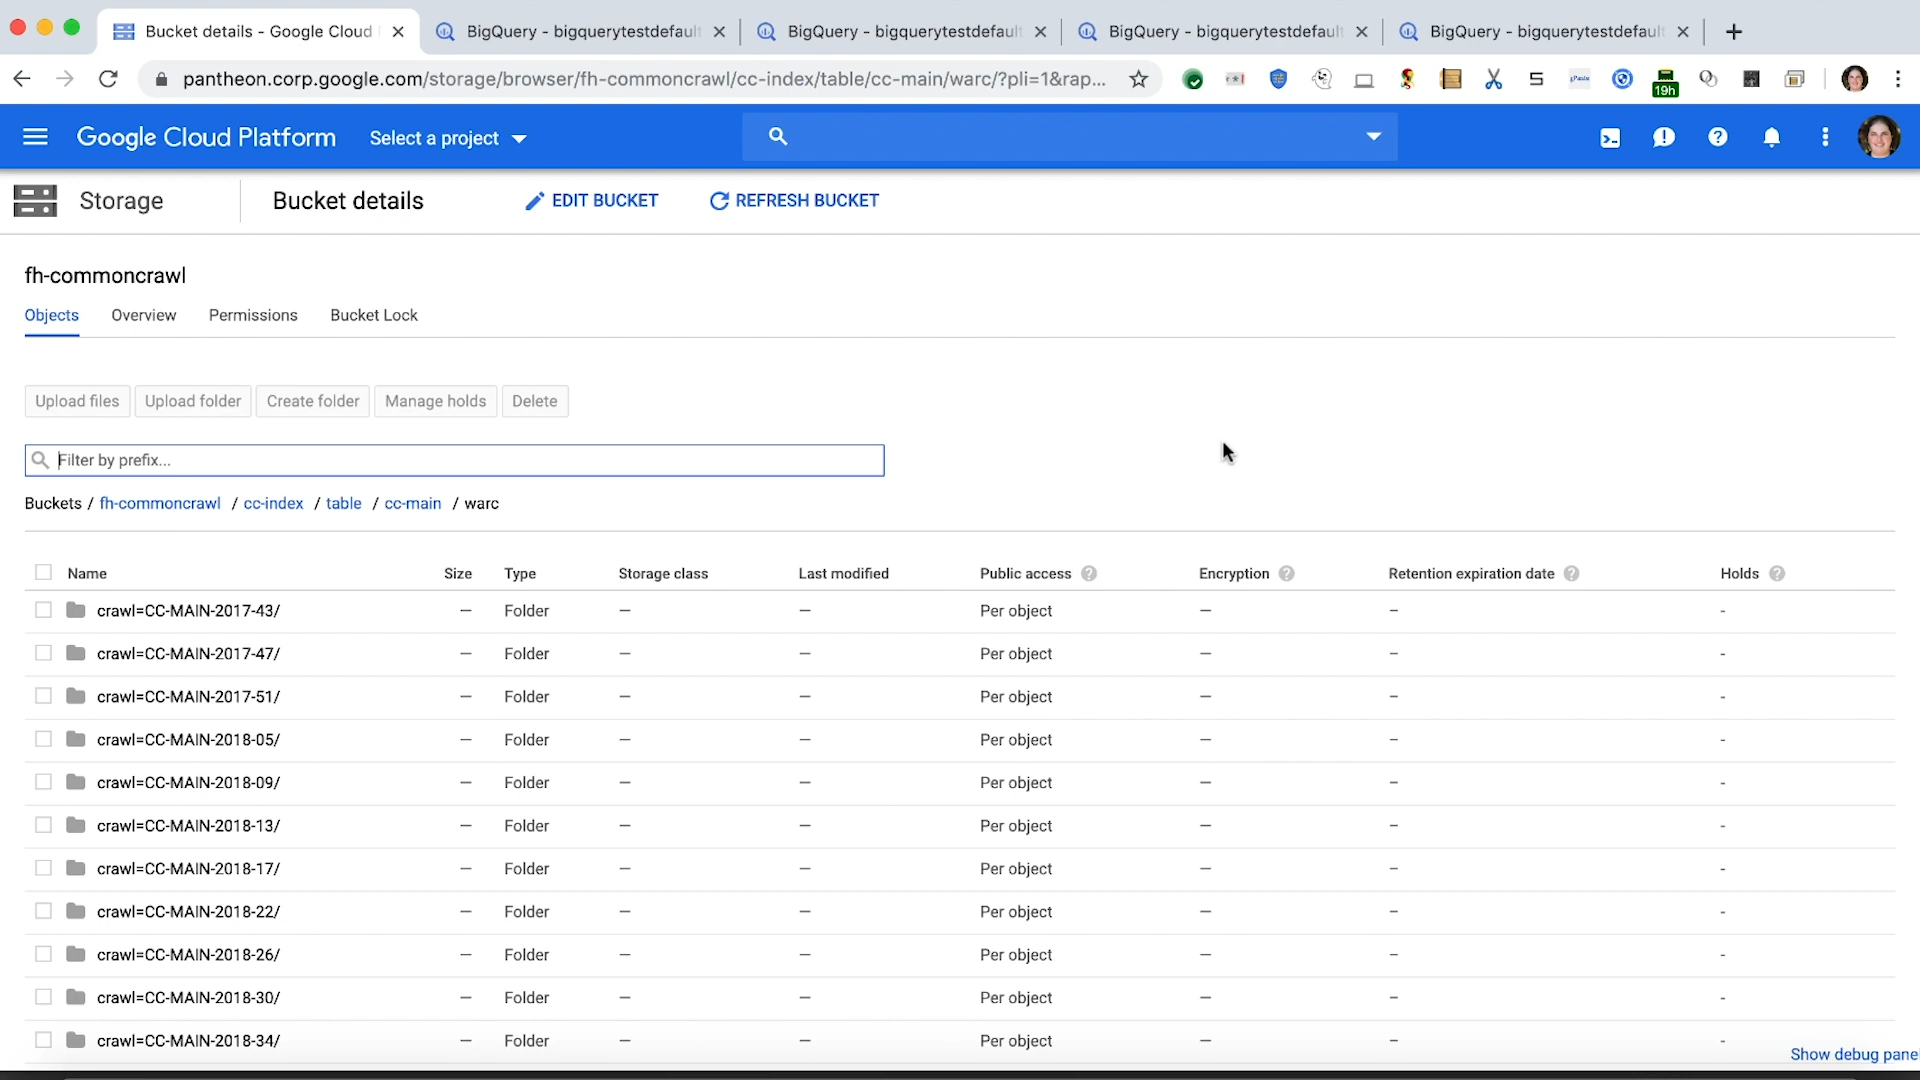 Bucket details - Google Cloud
BigQuery - bigquerytestdefault
BigQuery - bigquerytestdefault
BigQuery - bigquerytestdefault
BigQuery - bigquerytestdefault
pantheon.corp.google.com/storage/browser/fh-commoncrawl/cc-index/table/cc-main/warc/?pli=1&rap...
19h
Google Cloud Platform
Select a project
Storage
Bucket details
EDIT BUCKET
REFRESH BUCKET
fh-commoncrawl
Objects Overview Permissions Bucket Lock
Upload files Upload folder Create folder Manage holds Delete
Filter by prefix...
Buckets / fh-commoncrawl / cc-index / table / cc-main / warc
Name Size Type Storage class Last modified Public access Encryption Retention expiration date Holds
crawl=CC-MAIN-2017-43/ — Folder — — Per object — – -
crawl=CC-MAIN-2017-47/ — Folder — — Per object — – -
crawl=CC-MAIN-2017-51/ — Folder — — Per object — – -
crawl=CC-MAIN-2018-05/ — Folder — — Per object — – -
crawl=CC-MAIN-2018-09/ — Folder — — Per object — – -
crawl=CC-MAIN-2018-13/ — Folder — — Per object — – -
crawl=CC-MAIN-2018-17/ — Folder — — Per object — – -
crawl=CC-MAIN-2018-22/ — Folder — — Per object — – -
crawl=CC-MAIN-2018-26/ — Folder — — Per object — – -
crawl=CC-MAIN-2018-30/ — Folder — — Per object — – -
crawl=CC-MAIN-2018-34/ — Folder — — Per object — – -
Show debug pane